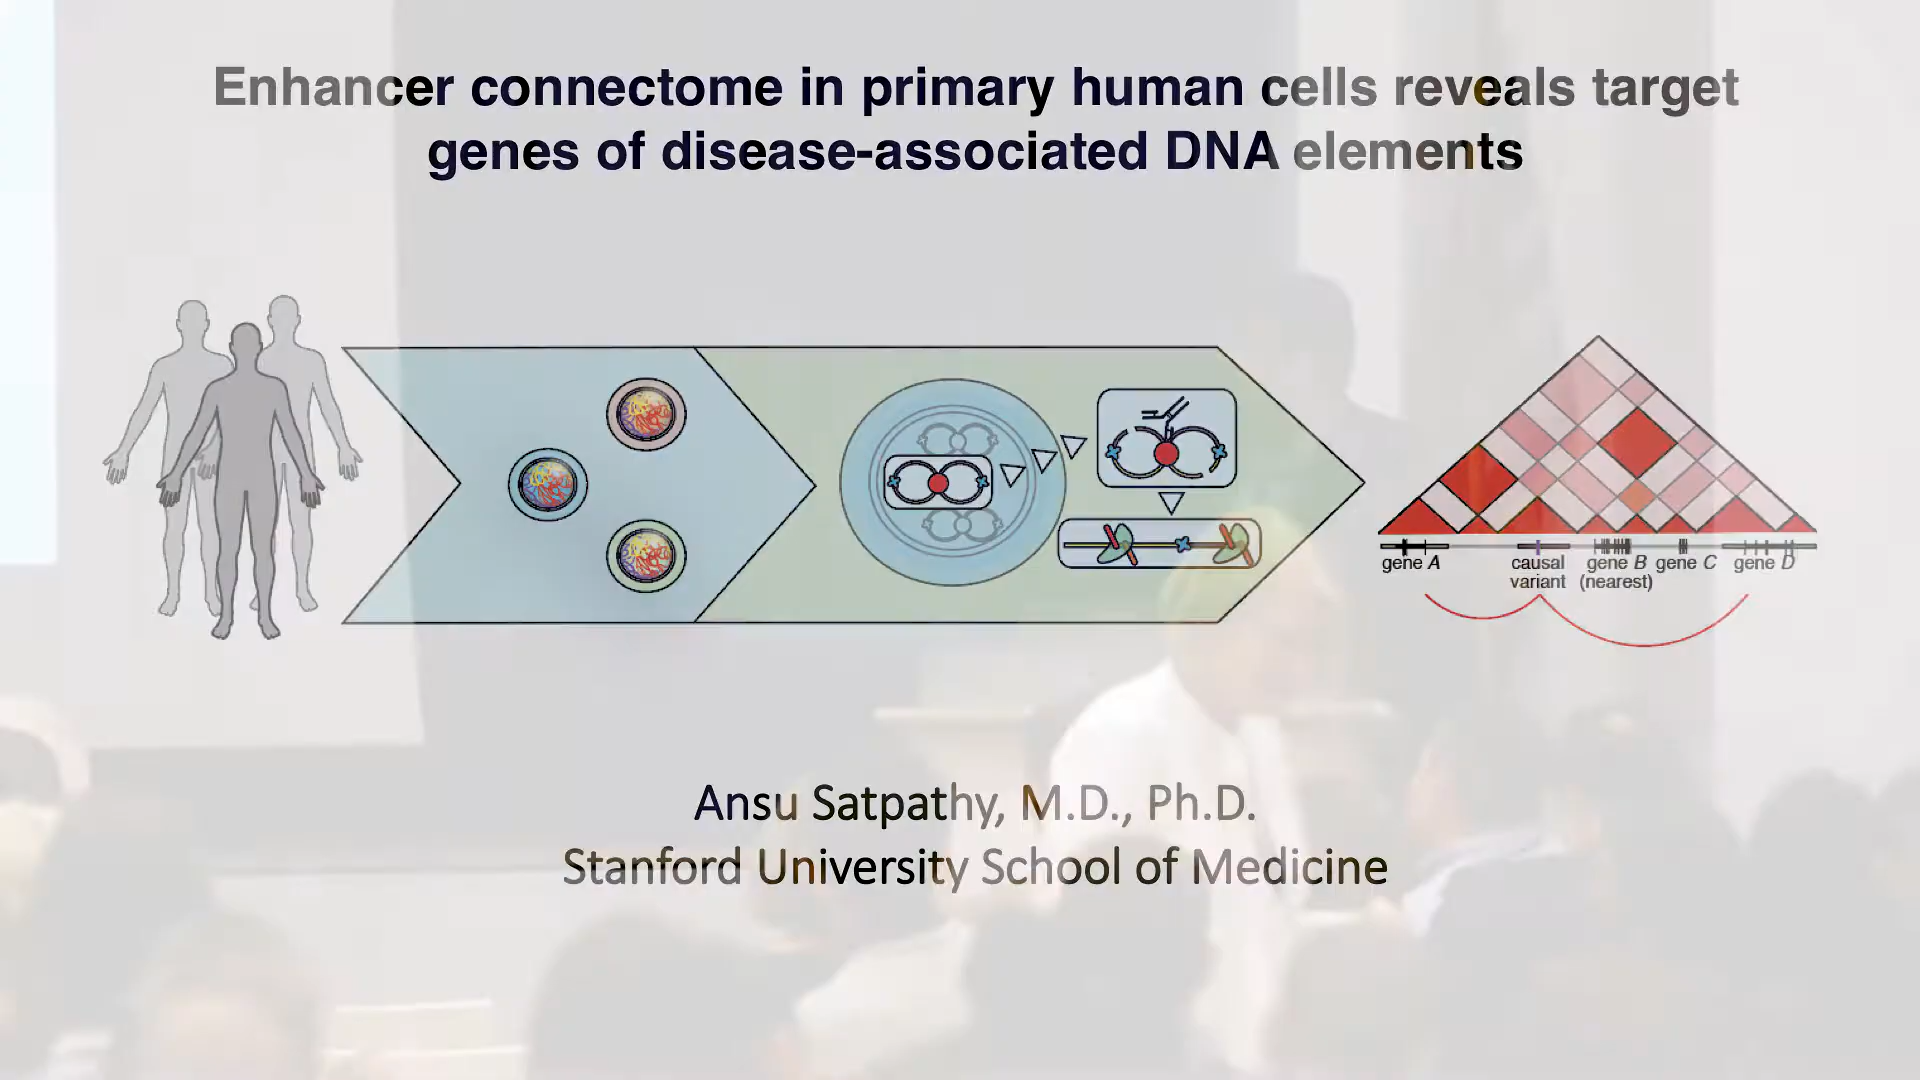 Enhancer connectome in primary human cells reveals target
genes of disease-associated DNA elements
gene A
causal
variant
gene B
(nearest)
gene C
gene D
Ansu Satpathy, M.D., Ph.D.
Stanford University School of Medicine